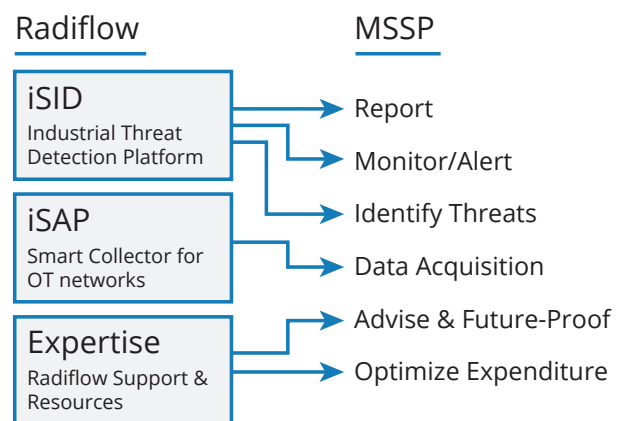 Radiflow
MSSP
iSID
Industrial Threat
Detection Platform
Report
Monitor/Alert
Identify Threats
iSAP
Smart Collector for
OT networks
Data Acquisition
Expertise
Radiflow Support &
Resources
Advise & Future-Proof
Optimize Expenditure